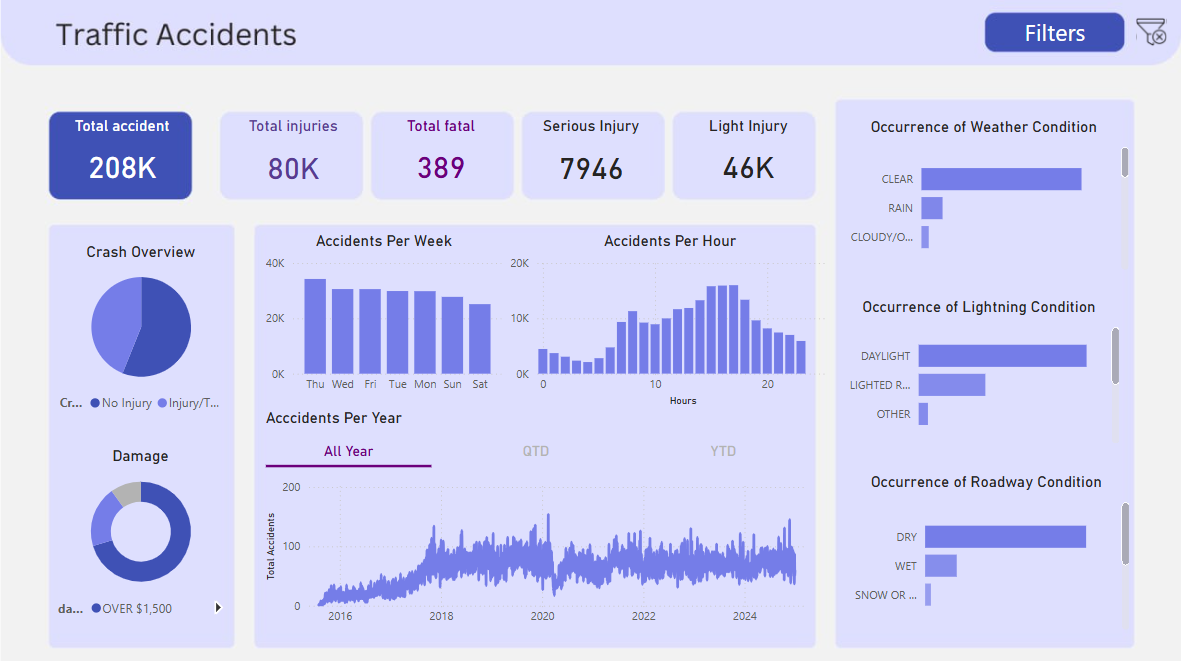 Traffic Accidents
Filters
Total accident
208K
Total injuries
80K
Total fatal
389
Serious Injury
7946
Light Injury
46K
Crash Overview
Cr... No Injury Injury/T...
Damage
da... OVER $1,500
Accidents Per Week
40K
20K
0K
Thu Wed Fri Tue Mon Sun Sat
Accidents Per Hour
20K
10K
0K
0 10 20
Hours
Acccidents Per Year
All Year QTD YTD
Total Accidents
200
100
0
2016 2018 2020 2022 2024
Occurrence of Weather Condition
CLEAR
RAIN
CLOUDY/O...
Occurrence of Lightning Condition
DAYLIGHT
LIGHTED R...
OTHER
Occurrence of Roadway Condition
DRY
WET
SNOW OR ...